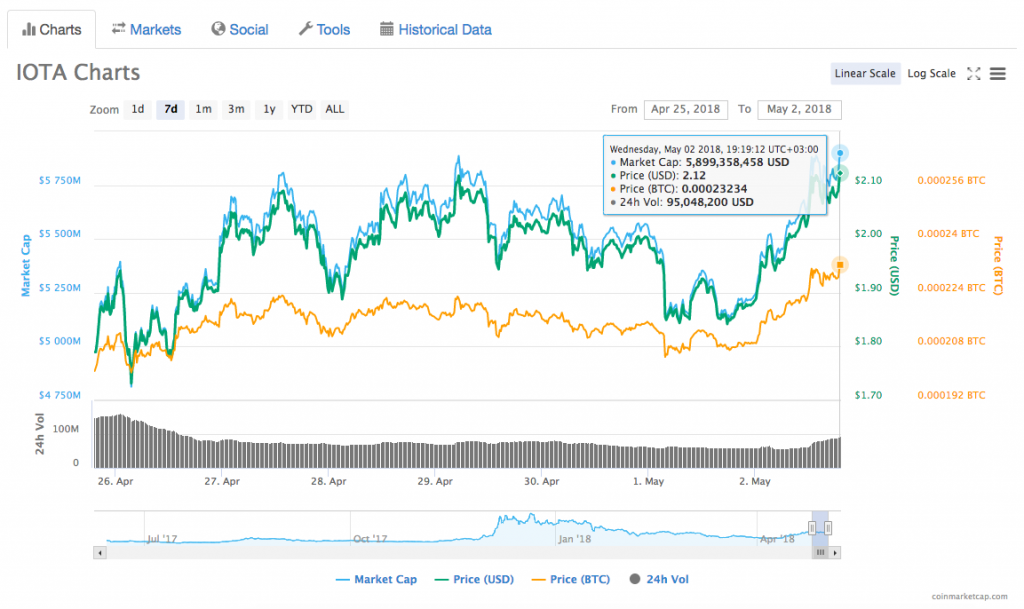 Charts Markets Social Tools Historical Data
IOTA Charts
Linear Scale Log Scale
Zoom 1d 7d 1m 3m 1y YTD ALL From Apr 25, 2018 To May 2, 2018
Wednesday, May 02 2018, 19:19:12 UTC+03:00
Market Cap: 5,899,358,458 USD
Price (USD): 2.12
Price (BTC): 0.00023234
24h Vol: 95,048,200 USD
$5 750M $2.10 0.000256 BTC
$5 500M $2.00 0.00024 BTC
$5 250M $1.90 0.000224 BTC
$5 000M $1.80 0.000208 BTC
$4 750M $1.70 0.000192 BTC
Market Cap
Price (USD)
Price (BTC)
24h Vol
100M
0
26. Apr 27. Apr 28. Apr 29. Apr 30. Apr 1. May 2. May
Jul '17 Oct '17 Jan '18 Apr '18
Market Cap Price (USD) Price (BTC) 24h Vol
coinmarketcap.com